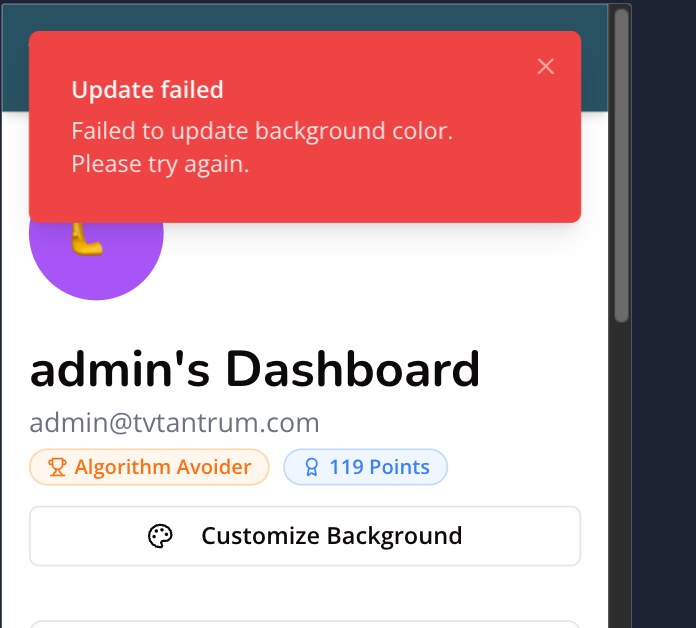 Update failed
Failed to update background color.
Please try again.
admin's Dashboard
admin@tvtantrum.com
Algorithm Avoider
119 Points
Customize Background